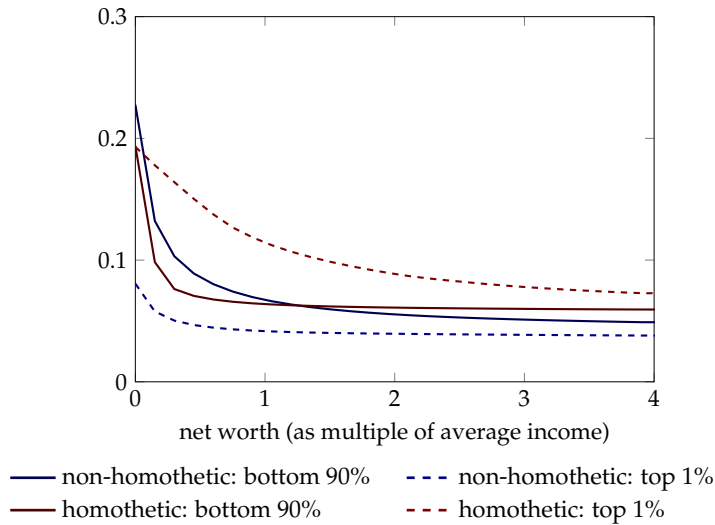 0.3
0.2
0.1
0
0 1 2 3 4
net worth (as multiple of average income)
non-homothetic: bottom 90% non-homothetic: top 1%
homothetic: bottom 90% homothetic: top 1%